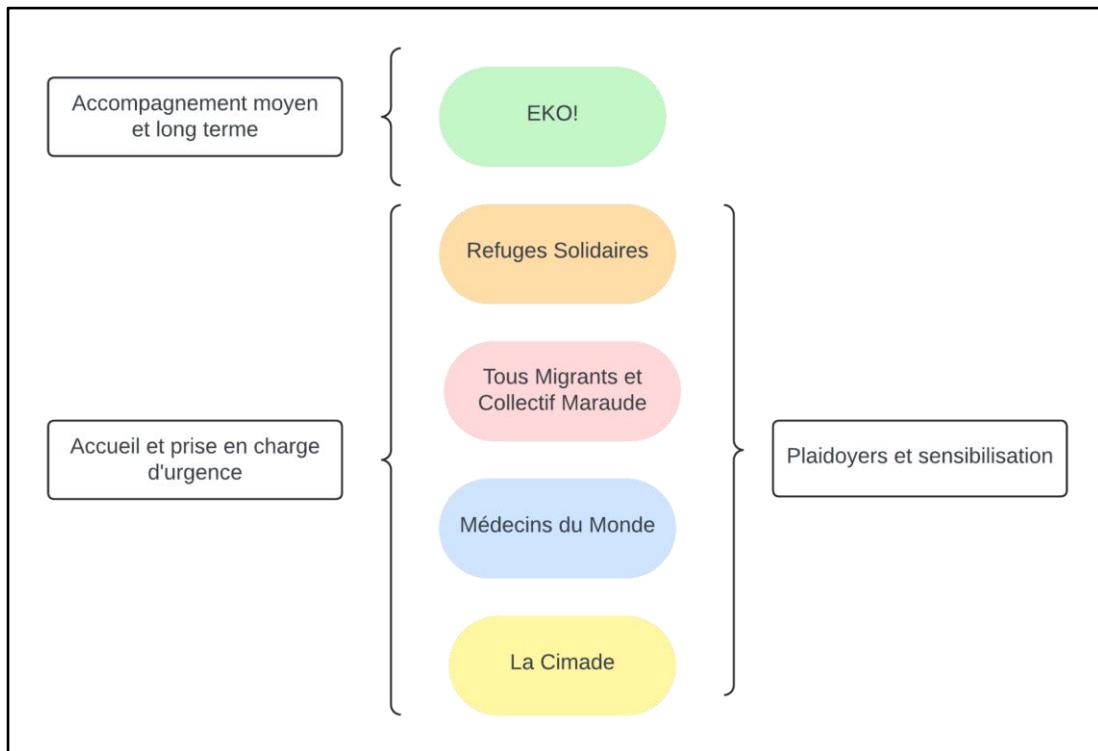 Accompagnement moyen
et long terme
EKO!
Refuges Solidaires
Tous Migrants et
Collectif Maraude
Accueil et prise en charge
d'urgence
Plaidoyers et sensibilisation
Médecins du Monde
La Cimade